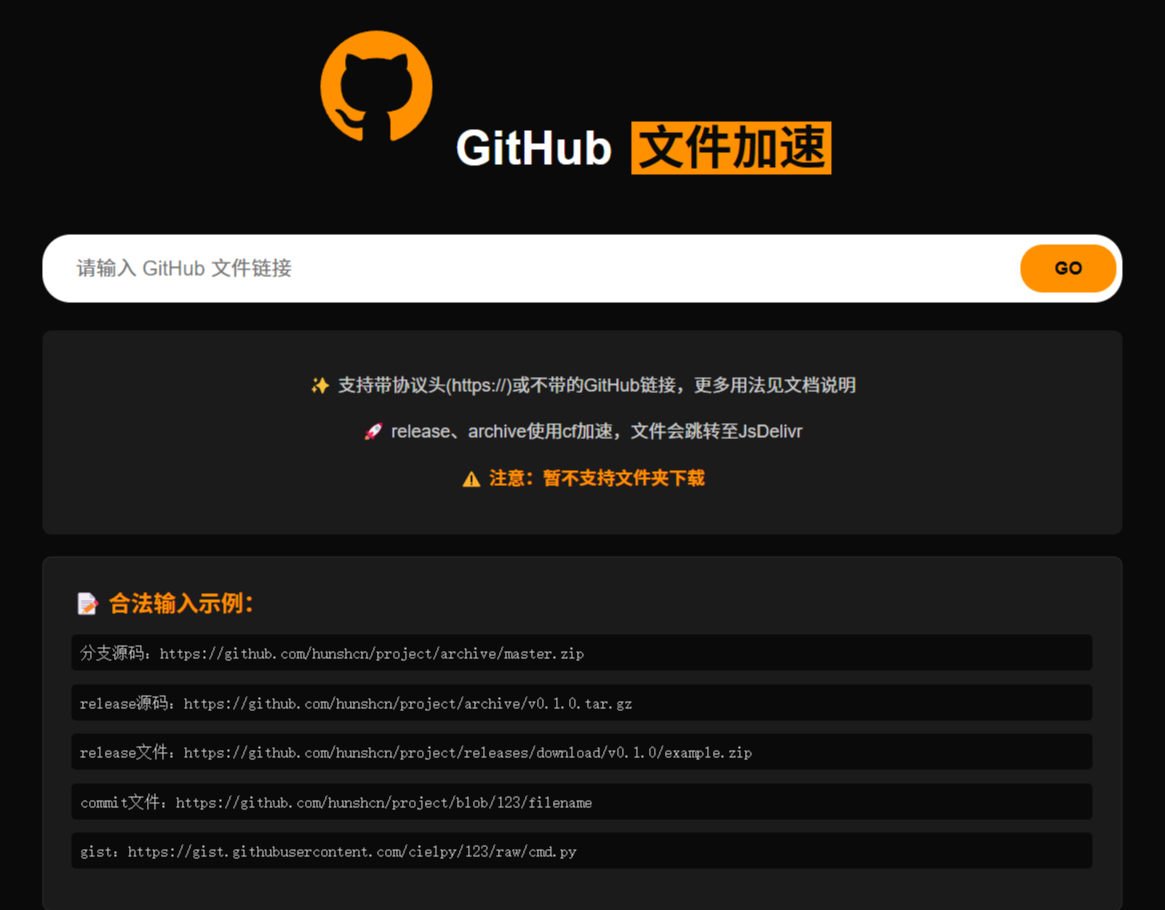 GitHub 文件加速
请输入 GitHub 文件链接
GO
✨ 支持带协议头(https://)或不带的GitHub链接，更多用法见文档说明
🚀 release、archive使用cf加速，文件会跳转至JsDelivr
⚠️ 注意：暂不支持文件夹下载
📝 合法输入示例：
分支源码：https://github.com/hunshcn/project/archive/master.zip
release源码：https://github.com/hunshcn/project/archive/v0.1.0.tar.gz
release文件：https://github.com/hunshcn/project/releases/download/v0.1.0/example.zip
commit文件：https://github.com/hunshcn/project/blob/123/filename
gist：https://gist.githubusercontent.com/cielpy/123/raw/cmd.py